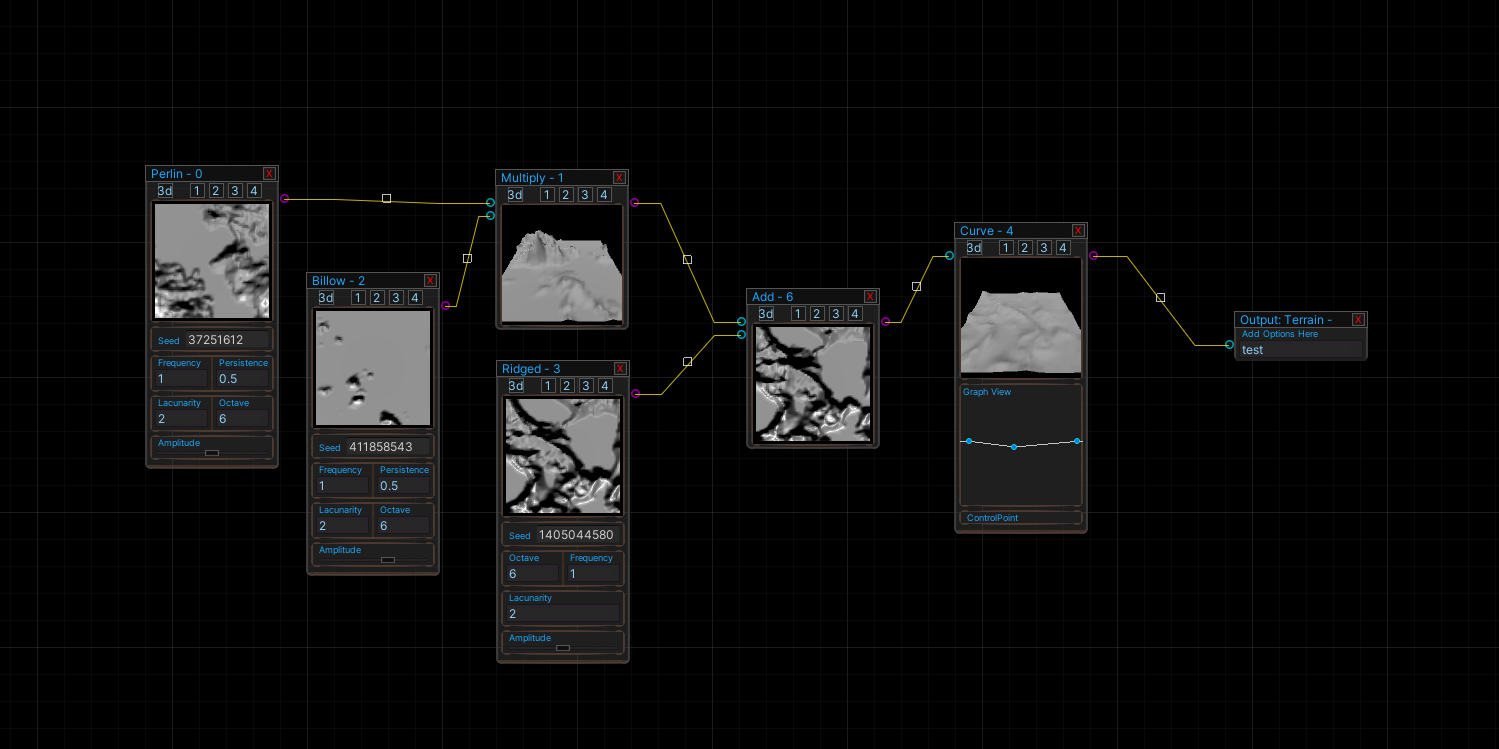 Perlin - 0 X
3d 1 2 3 4
Seed 37251612
Frequency Persistence
1 0.5
Lacunarity Octave
2 6
Amplitude
Billow - 2 X
3d 1 2 3 4
Seed 411858543
Frequency Persistence
1 0.5
Lacunarity Octave
2 6
Amplitude
Multiply - 1 X
3d 1 2 3 4
Ridged - 3 X
3d 1 2 3 4
Seed 1405044580
Octave Frequency
6 1
Lacunarity
2
Amplitude
Add - 6 X
3d 1 2 3 4
Curve - 4 X
3d 1 2 3 4
Graph View
ControlPoint
Output: Terrain - X
Add Options Here
test